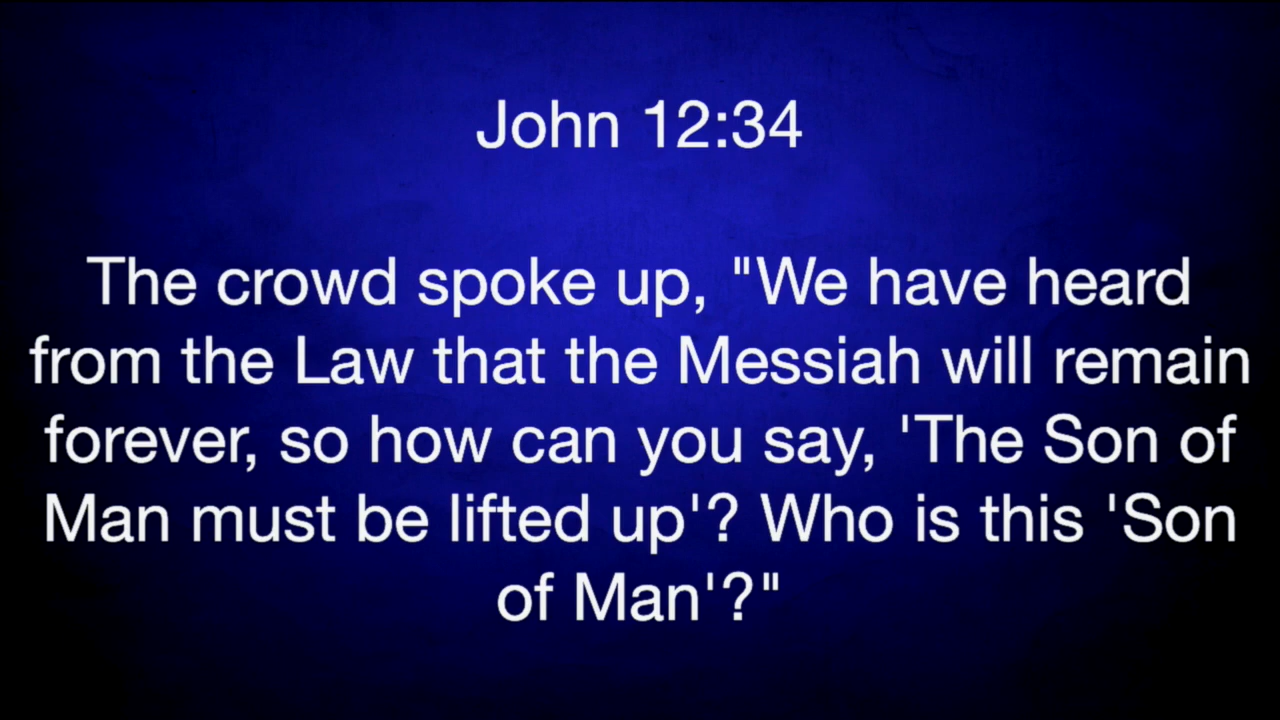 John 12:34
The crowd spoke up, "We have heard
from the Law that the Messiah will remain
forever, so how can you say, 'The Son of
Man must be lifted up'? Who is this 'Son
of Man'?"